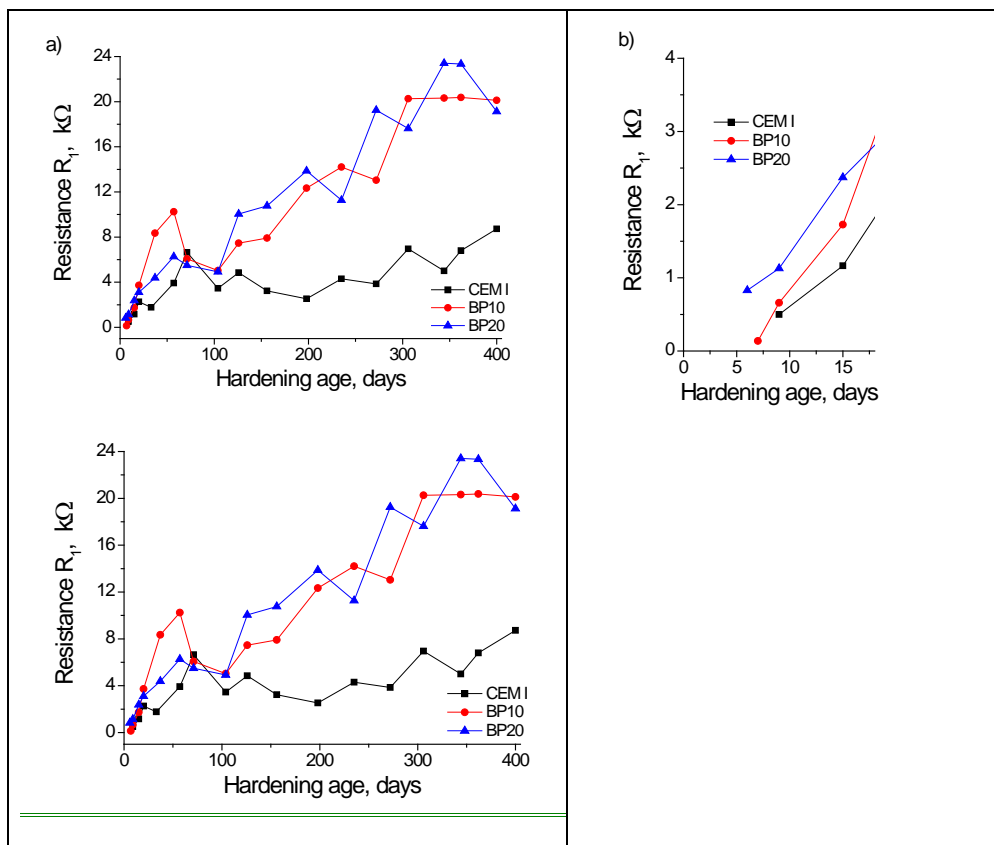 a)
24
20
16
12
8
4
0
Resistance R₁, kΩ
CEM I
BP10
BP20
0 100 200 300 400
Hardening age, days
24
20
16
12
8
4
0
Resistance R₁, kΩ
CEM I
BP10
BP20
0 100 200 300 400
Hardening age, days
b)
4
3
2
1
0
Resistance R₁, kΩ
CEM I
BP10
BP20
0 5 10 15
Hardening age, days